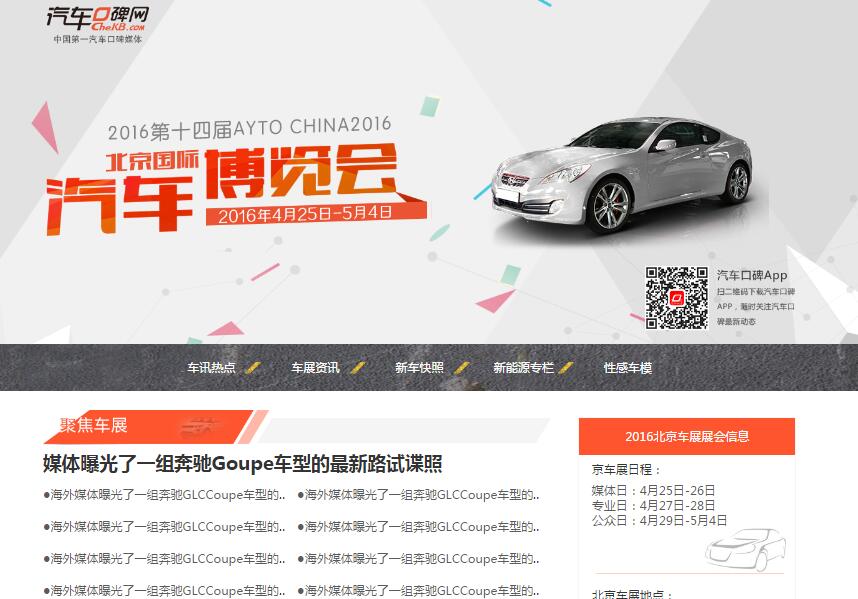 汽车口碑网
CheKB.com
中国第一汽车口碑媒体
2016第十四届AYTO CHINA2016
北京国际
汽车博览会
2016年4月25日-5月4日
汽车口碑App
扫二维码下载汽车口碑
APP，随时关注汽车口
碑最新动态
车讯热点 车展资讯 新车快照 新能源专栏 性感车模
聚焦车展
媒体曝光了一组奔驰Goupe车型的最新路试谍照
●海外媒体曝光了一组奔驰GLCCoupe车型的.. ●海外媒体曝光了一组奔驰GLCCoupe车型的..
●海外媒体曝光了一组奔驰GLCCoupe车型的.. ●海外媒体曝光了一组奔驰GLCCoupe车型的..
●海外媒体曝光了一组奔驰GLCCoupe车型的.. ●海外媒体曝光了一组奔驰GLCCoupe车型的..
●海外媒体曝光了一组奔驰GLCCoupe车型的.. ●海外媒体曝光了一组奔驰GLCCoupe车型的..
2016北京车展展会信息
京车展日程：
媒体日：4月25日-26日
专业日：4月27日-28日
公众日：4月29日-5月4日
北京车展地点：